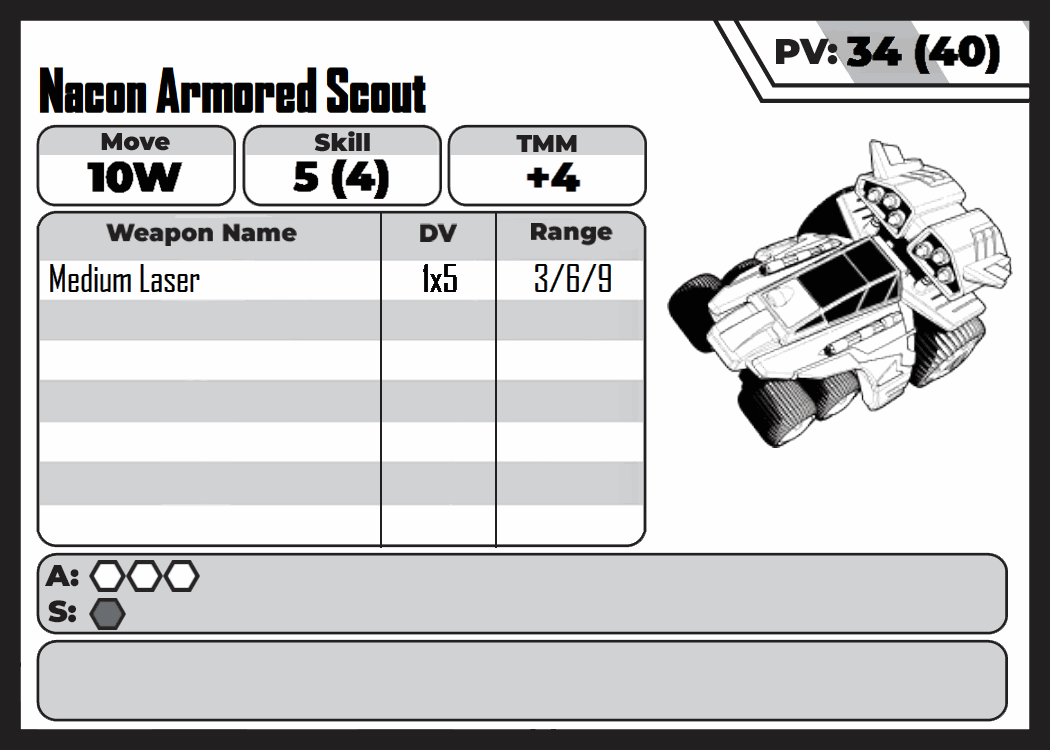 PV: 34 (40)
Nacon Armored Scout
Move Skill TMM
10W 5 (4) +4
Weapon Name DV Range
Medium Laser 1x5 3/6/9
A:
S: